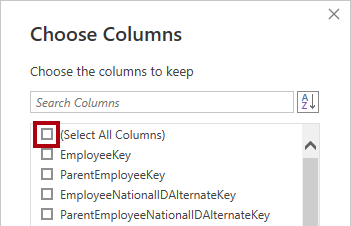 Choose Columns
Choose the columns to keep
Search Columns
A
Z
(Select All Columns)
EmployeeKey
ParentEmployeeKey
EmployeeNationalIDAlternateKey
ParentEmployeeNationalIDAlternateKey